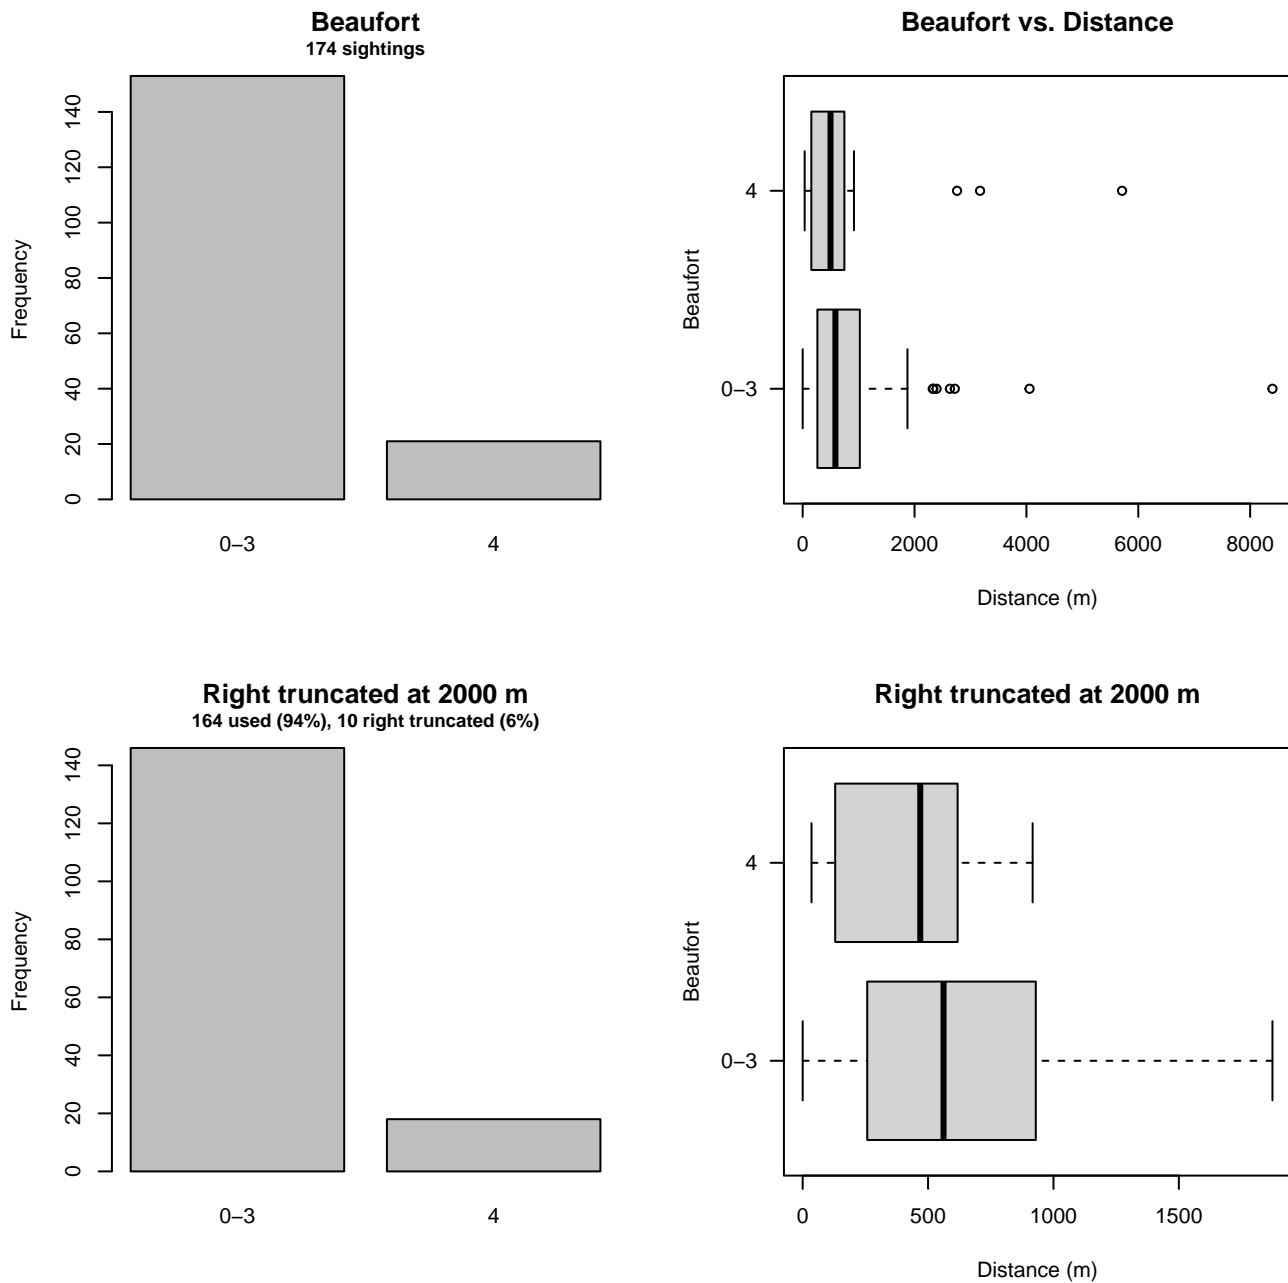 Beaufort
174 sightings
Frequency
140
120
100
80
60
40
20
0
0–3
4
Beaufort vs. Distance
Beaufort
4
0–3
0
2000
4000
6000
8000
Distance (m)
Right truncated at 2000 m
164 used (94%), 10 right truncated (6%)
Frequency
140
120
100
80
60
40
20
0
0–3
4
Right truncated at 2000 m
Beaufort
4
0–3
0
500
1000
1500
Distance (m)